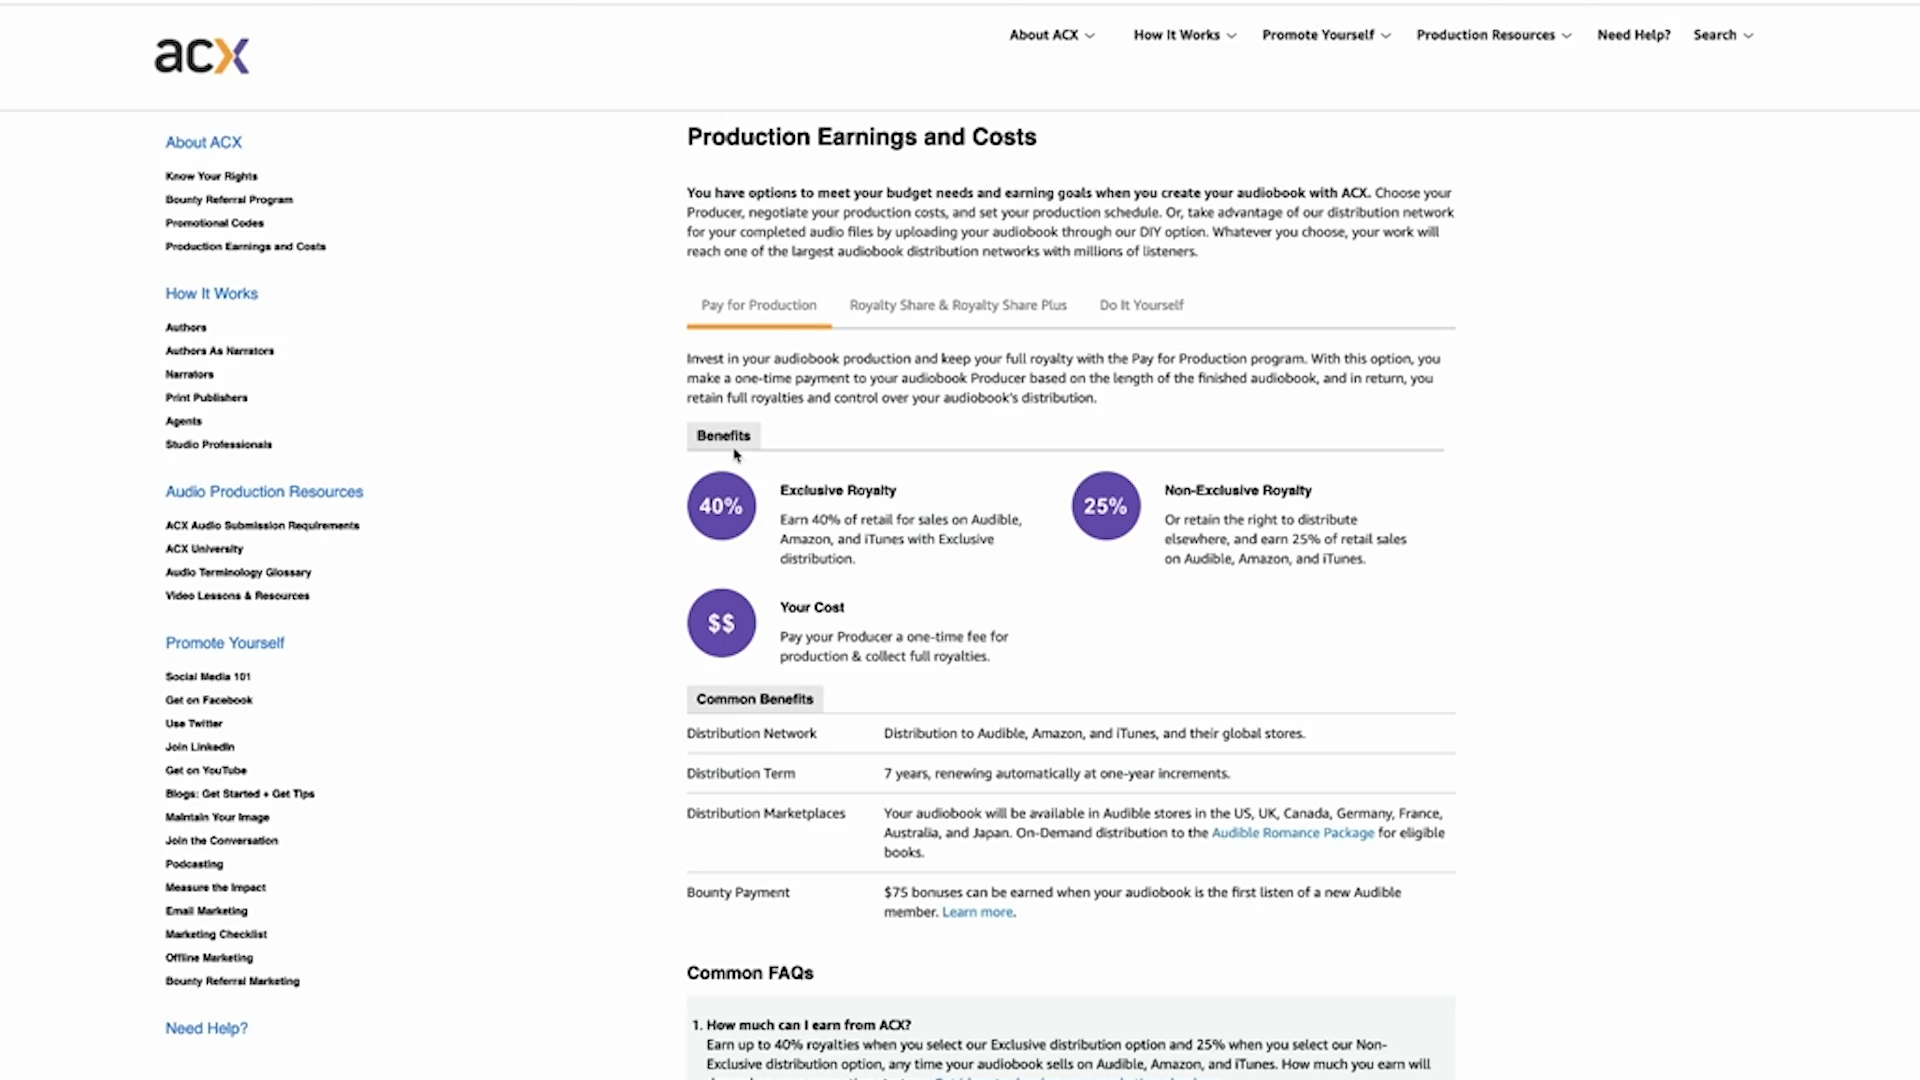 acx
About ACX
How It Works
Promote Yourself
Production Resources
Need Help?
Search
About ACX
Know Your Rights
Bounty Referral Program
Promotional Codes
Production Earnings and Costs
How It Works
Authors
Authors As Narrators
Narrators
Print Publishers
Agents
Studio Professionals
Audio Production Resources
ACX Audio Submission Requirements
ACX University
Audio Terminology Glossary
Video Lessons & Resources
Promote Yourself
Social Media 101
Get on Facebook
Use Twitter
Join LinkedIn
Get on YouTube
Blogs: Get Started + Get Tips
Maintain Your Image
Join the Conversation
Podcasting
Measure the Impact
Email Marketing
Marketing Checklist
Offline Marketing
Bounty Referral Marketing
Need Help?
Production Earnings and Costs
You have options to meet your budget needs and earning goals when you create your audiobook with ACX. Choose your
Producer, negotiate your production costs, and set your production schedule. Or, take advantage of our distribution network
for your completed audio files by uploading your audiobook through our DIY option. Whatever you choose, your work will
reach one of the largest audiobook distribution networks with millions of listeners.
Pay for Production
Royalty Share & Royalty Share Plus
Do It Yourself
Invest in your audiobook production and keep your full royalty with the Pay for Production program. With this option, you
make a one-time payment to your audiobook Producer based on the length of the finished audiobook, and in return, you
retain full royalties and control over your audiobook's distribution.
Benefits
40%
Exclusive Royalty
Earn 40% of retail for sales on Audible,
Amazon, and iTunes with Exclusive
distribution.
25%
Non-Exclusive Royalty
Or retain the right to distribute
elsewhere, and earn 25% of retail sales
on Audible, Amazon, and iTunes.
$$
Your Cost
Pay your Producer a one-time fee for
production & collect full royalties.
Common Benefits
Distribution Network
Distribution to Audible, Amazon, and iTunes, and their global stores.
Distribution Term
7 years, renewing automatically at one-year increments.
Distribution Marketplaces
Your audiobook will be available in Audible stores in the US, UK, Canada, Germany, France,
Australia, and Japan. On-Demand distribution to the Audible Romance Package for eligible
books.
Bounty Payment
$75 bonuses can be earned when your audiobook is the first listen of a new Audible
member. Learn more.
Common FAQs
1. How much can I earn from ACX?
Earn up to 40% royalties when you select our Exclusive distribution option and 25% when you select our Non-
Exclusive distribution option, any time your audiobook sells on Audible, Amazon, and iTunes. How much you earn will